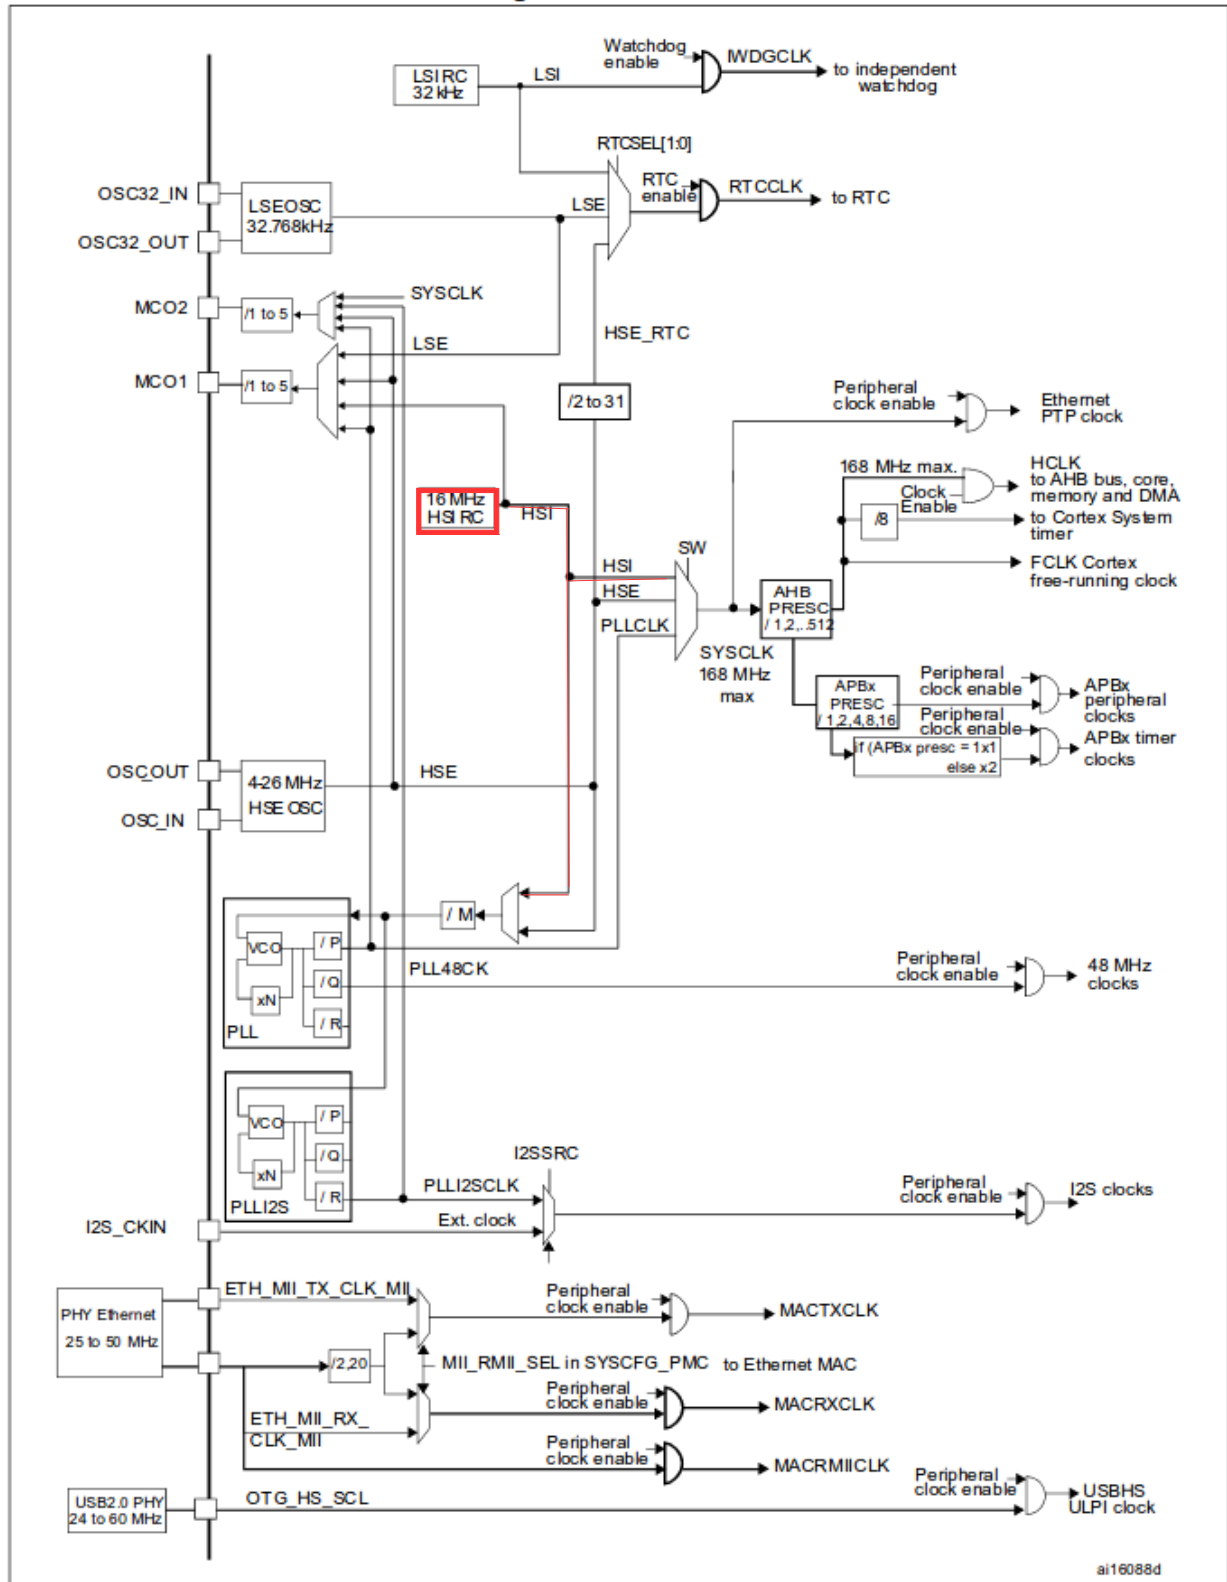 Watchdog
enable
IWDGCLK
to independent
watchdog
LSI RC
32 kHz
LSI
RTCSEL[1:0]
OSC32_IN
OSC32_OUT
LSEOSC
32.768kHz
LSE
RTC
enable
RTCCLK
to RTC
MCO2
/1 to 5
SYSCLK
LSE
HSE_RTC
MCO1
/1 to 5
/2 to 31
Peripheral
clock enable
Ethernet
PTP clock
16 MHz
HSI RC
HSI
168 MHz max.
Clock
Enable
HCLK
to AHB bus, core,
memory and DMA
/8
to Cortex System
timer
FCLK Cortex
free-running clock
SW
HSI
HSE
PLLCLK
SYSCLK
168 MHz
max
AHB
PRESC
/ 1,2,..512
APBx
PRESC
/ 1,2,4,8,16
Peripheral
clock enable
APBx
peripheral
clocks
Peripheral
clock enable
if (APBx presc = 1x1
else x2
APBx timer
clocks
OSC_OUT
OSC_IN
4-26 MHz
HSE OSC
HSE
/ M
VCO
xN
/ P
/ Q
/ R
PLL
PLL48CK
Peripheral
clock enable
48 MHz
clocks
VCO
xN
/ P
/ Q
/ R
PLLI2S
I2SSRC
PLLI2SCLK
Ext. clock
I2S_CKIN
Peripheral
clock enable
I2S clocks
PHY Ethernet
25 to 50 MHz
ETH_MII_TX_CLK_MII
Peripheral
clock enable
MACTXCLK
/2,20
MII_RMII_SEL in SYSCFG_PMC
to Ethernet MAC
ETH_MII_RX_
CLK_MII
Peripheral
clock enable
MACRXCLK
Peripheral
clock enable
MACRMIICLK
USB2.0 PHY
24 to 60 MHz
OTG_HS_SCL
Peripheral
clock enable
USBHS
ULPI clock
ai16088d